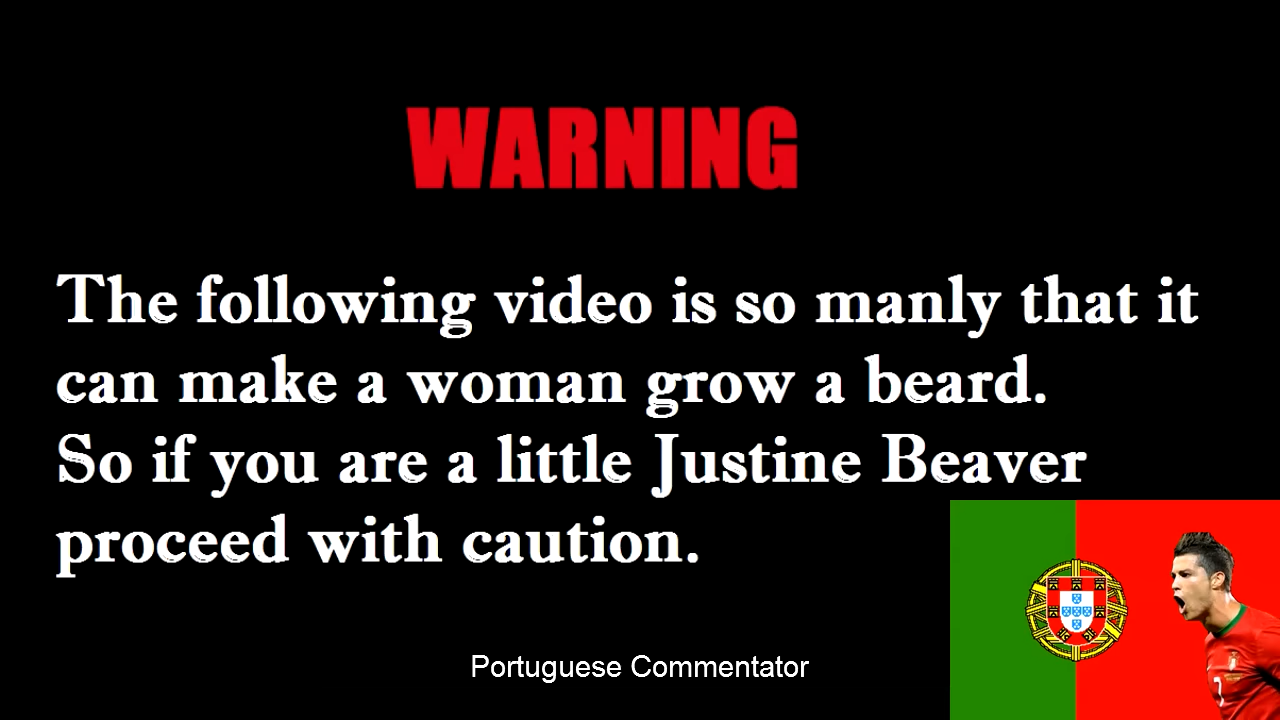 WARNING
The following video is so manly that it
can make a woman grow a beard.
So if you are a little Justine Beaver
proceed with caution.
Portuguese Commentator
7